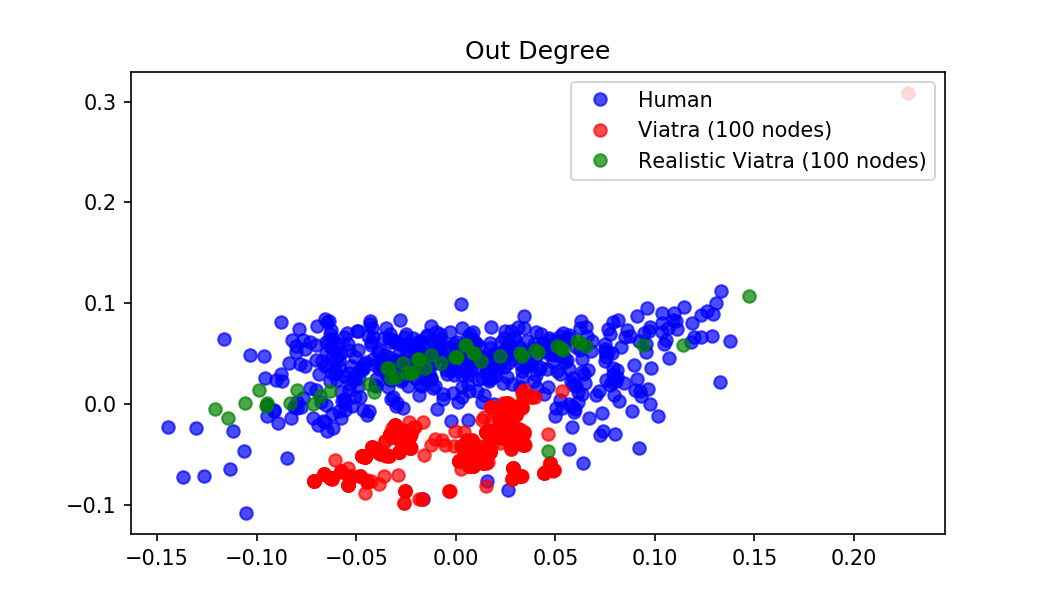 Out Degree
Human
Viatra (100 nodes)
Realistic Viatra (100 nodes)
0.3
0.2
0.1
0.0
−0.1
−0.15 −0.10 −0.05 0.00 0.05 0.10 0.15 0.20